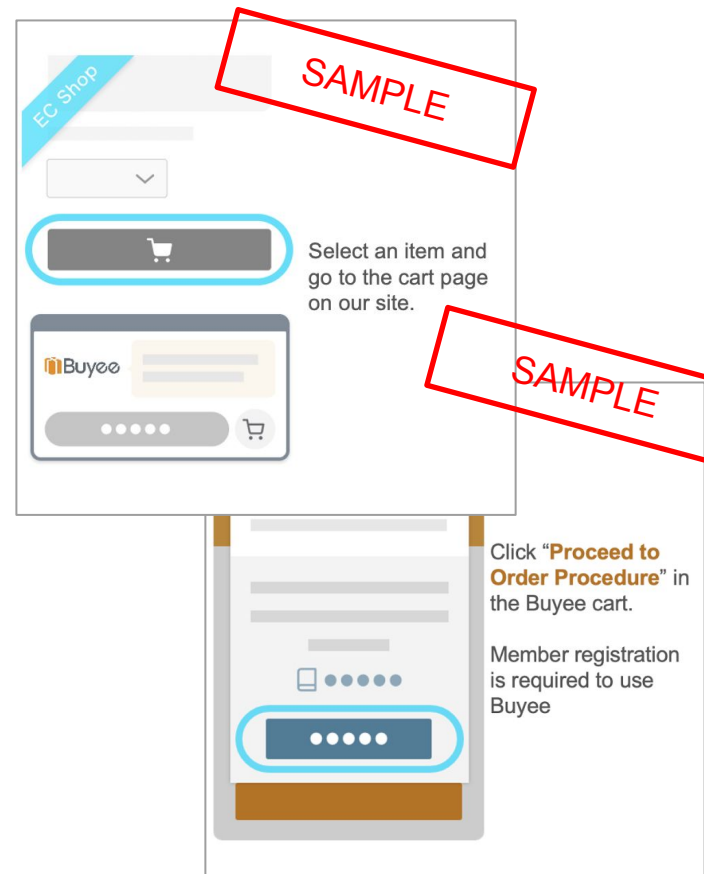 EC Shop
SAMPLE
Select an item and
go to the cart page
on our site.
Buyee
SAMPLE
Click “Proceed to
Order Procedure” in
the Buyee cart.
Member registration
is required to use
Buyee